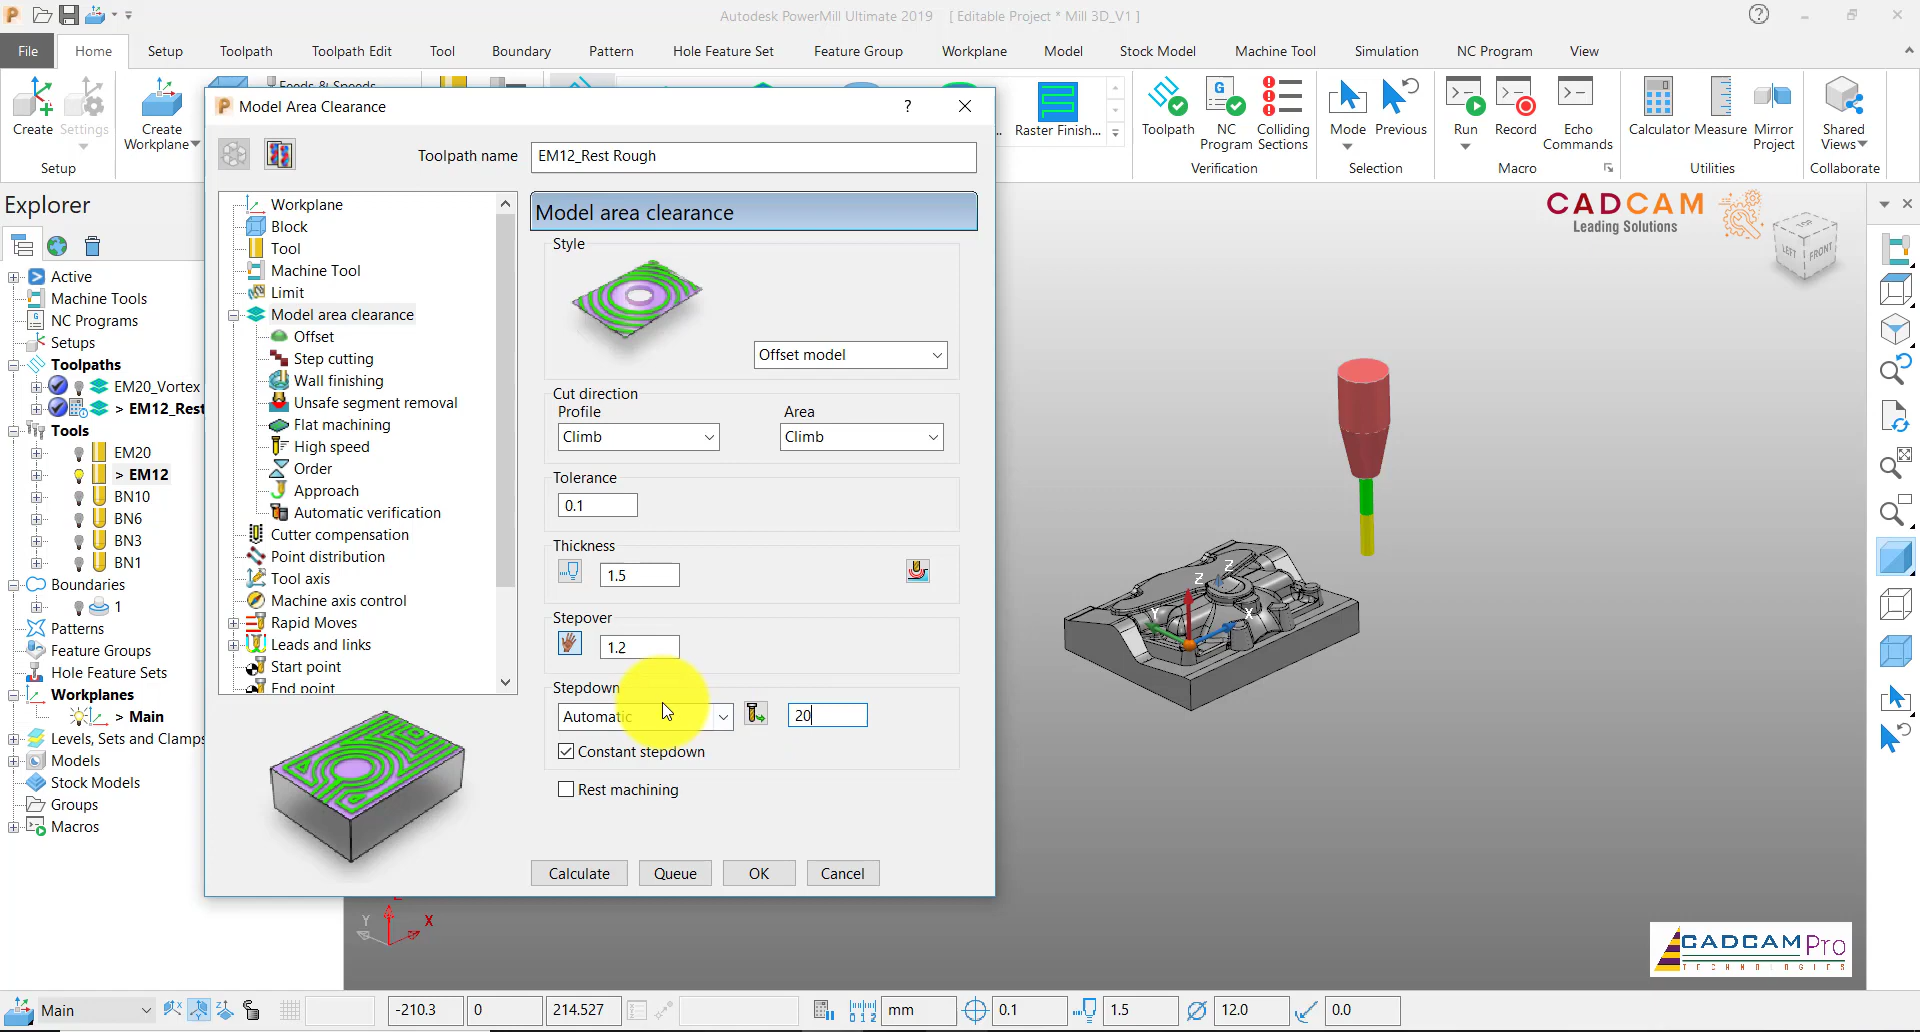 Autodesk PowerMill Ultimate 2019 [ Editable Project * Mill 3D_V1 ]
File Home Setup Toolpath Toolpath Edit Tool Boundary Pattern Hole Feature Set Feature Group Workplane Model Stock Model Machine Tool Simulation NC Program View
Create
Settings
Setup
Create
Workplane
Feeds & Speeds
Raster Finish...
Toolpath
NC
Program
Colliding
Sections
Verification
Mode
Previous
Selection
Run
Record
Echo
Commands
Macro
Calculator
Measure
Mirror
Project
Utilities
Shared
Views
Collaborate
Explorer
Active
Machine Tools
NC Programs
Setups
Toolpaths
EM20_Vortex
> EM12_Rest
Tools
EM20
> EM12
BN10
BN6
BN3
BN1
Boundaries
1
Patterns
Feature Groups
Hole Feature Sets
Workplanes
> Main
Levels, Sets and Clamps
Models
Stock Models
Groups
Macros
Model Area Clearance
?
Toolpath name EM12_Rest Rough
Workplane
Block
Tool
Machine Tool
Limit
Model area clearance
Offset
Step cutting
Wall finishing
Unsafe segment removal
Flat machining
High speed
Order
Approach
Automatic verification
Cutter compensation
Point distribution
Tool axis
Machine axis control
Rapid Moves
Leads and links
Start point
End point
Model area clearance
Style
Offset model
Cut direction
Profile Area
Climb Climb
Tolerance
0.1
Thickness
1.5
Stepover
1.2
Stepdown
Automatic 20
Constant stepdown
Rest machining
Calculate Queue OK Cancel
CADCAM
Leading Solutions
LEFT FRONT
Z Z
Y X
CADCAM Pro
TECHNOLOGIES
Y X
Main -210.3 0 214.527 mm 0.1 1.5 12.0 0.0